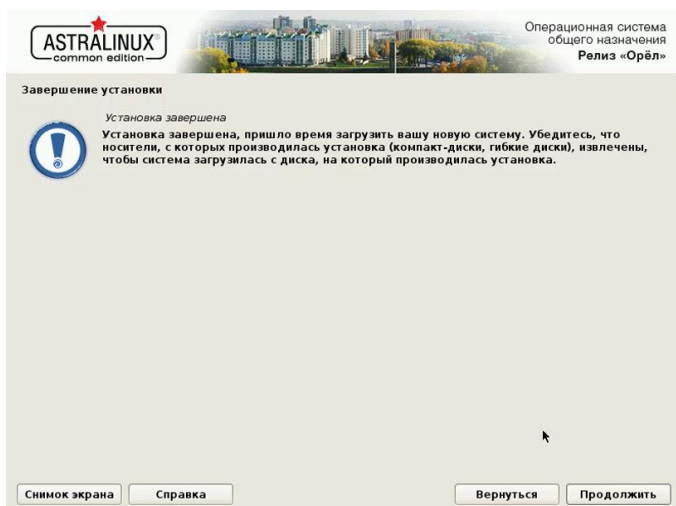 ASTRALINUX®
common edition
Операционная система
общего назначения
Релиз «Орёл»
Завершение установки
Установка завершена
Установка завершена, пришло время загрузить вашу новую систему. Убедитесь, что
носители, с которых производилась установка (компакт-диски, гибкие диски), извлечены,
чтобы система загрузилась с диска, на который производилась установка.
Снимок экрана
Справка
Вернуться
Продолжить